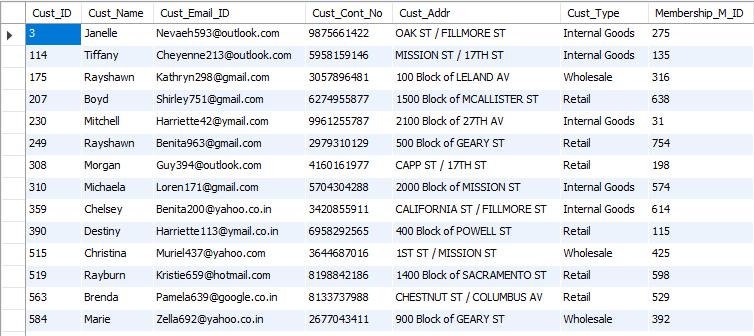 Cust_ID Cust_Name Cust_Email_ID Cust_Cont_No Cust_Addr Cust_Type Membership_M_ID
3 Janelle Nevaeh593@outlook.com 9875661422 OAK ST / FILLMORE ST Internal Goods 275
114 Tiffany Cheyenne213@outlook.com 5958159146 MISSION ST / 17TH ST Internal Goods 135
175 Rayshawn Kathryn298@gmail.com 3057896481 100 Block of LELAND AV Wholesale 316
207 Boyd Shirley751@gmail.com 6274955877 1500 Block of MCALLISTER ST Retail 638
230 Mitchell Harriette42@ymail.com 9961255787 2100 Block of 27TH AV Internal Goods 31
249 Rayshawn Benita963@gmail.com 2979310129 500 Block of GEARY ST Retail 754
308 Morgan Guy394@outlook.com 4160161977 CAPP ST / 17TH ST Retail 198
310 Michaela Loren171@gmail.com 5704304288 2000 Block of MISSION ST Internal Goods 574
359 Chelsey Benita200@yahoo.co.in 3420855911 CALIFORNIA ST / FILLMORE ST Internal Goods 614
390 Destiny Harriette113@ymail.co.in 6958292565 400 Block of POWELL ST Retail 115
515 Christina Muriel437@yahoo.com 3644687016 1ST ST / MISSION ST Wholesale 425
519 Rayburn Kristie659@hotmail.com 8198842186 1400 Block of SACRAMENTO ST Retail 598
563 Brenda Pamela639@google.co.in 8133737988 CHESTNUT ST / COLUMBUS AV Retail 529
584 Marie Zella692@yahoo.co.in 2677043411 900 Block of GEARY ST Wholesale 392